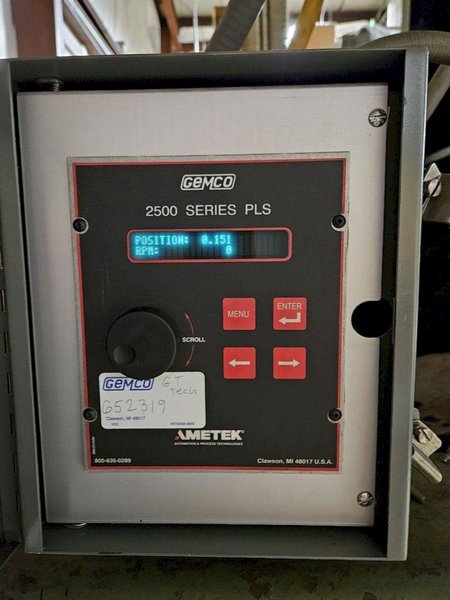 GEMCO
2500 SERIES PLS
POSITION: 0.151
RPM: 0
MENU
ENTER
SCROLL
GEMCO GT Tech
G52319
Clawson, MI 48017
VDC
AMETEK
AUTOMATION & PROCESS TECHNOLOGIES
800-635-0289
Clawson, MI 48017 U.S.A.